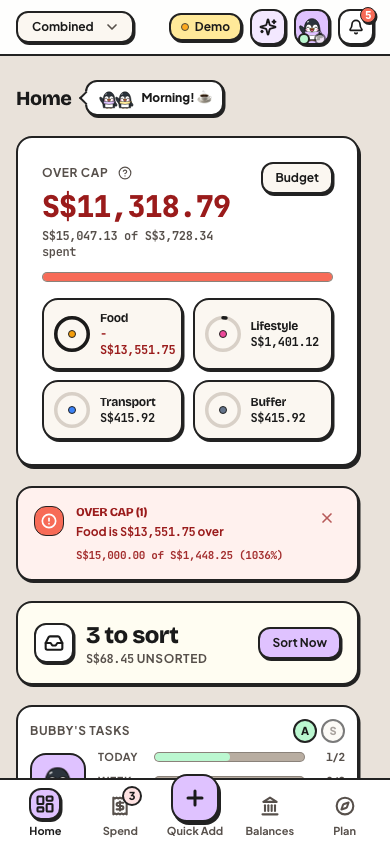 Combined
Demo
5
Home
Morning! ☕
OVER CAP ?
Budget
S$11,318.79
S$15,047.13 of S$3,728.34
spent
Food
-
S$13,551.75
Lifestyle
S$1,401.12
Transport
S$415.92
Buffer
S$415.92
OVER CAP (1)
Food is S$13,551.75 over
S$15,000.00 of S$1,448.25 (1036%)
3 to sort
S$68.45 UNSORTED
Sort Now
BUBBY'S TASKS
A S
TODAY 1/2
3
Home
Spend
Quick Add
Balances
Plan